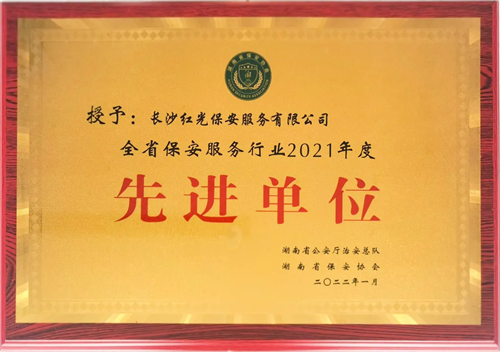 授予：长沙红光保安服务有限公司
全省保安服务行业2021年度
先进单位
湖南省公安厅治安总队
湖南省保安协会
二〇二二年一月